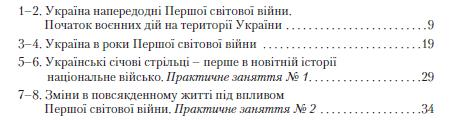 1–2. Україна напередодні Першої світової війни.
Початок воєнних дій на території України .................................9
3–4. Україна в роки Першої світової війни ....................................19
5–6. Українські січові стрільці – перше в новітній історії
національне військо. Практичне заняття № 1..........................29
7–8. Зміни в повсякденному житті під впливом
Першої світової війни. Практичне заняття № 2 ........................34